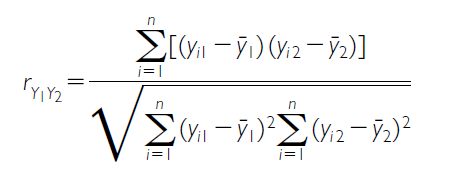 r_{Y_1Y_2} = \frac{\sum_{i=1}^{n}[(y_{i1} - \bar{y}_1)(y_{i2} - \bar{y}_2)]}{\sqrt{\sum_{i=1}^{n}(y_{i1} - \bar{y}_1)^2 \sum_{i=1}^{n}(y_{i2} - \bar{y}_2)^2}}